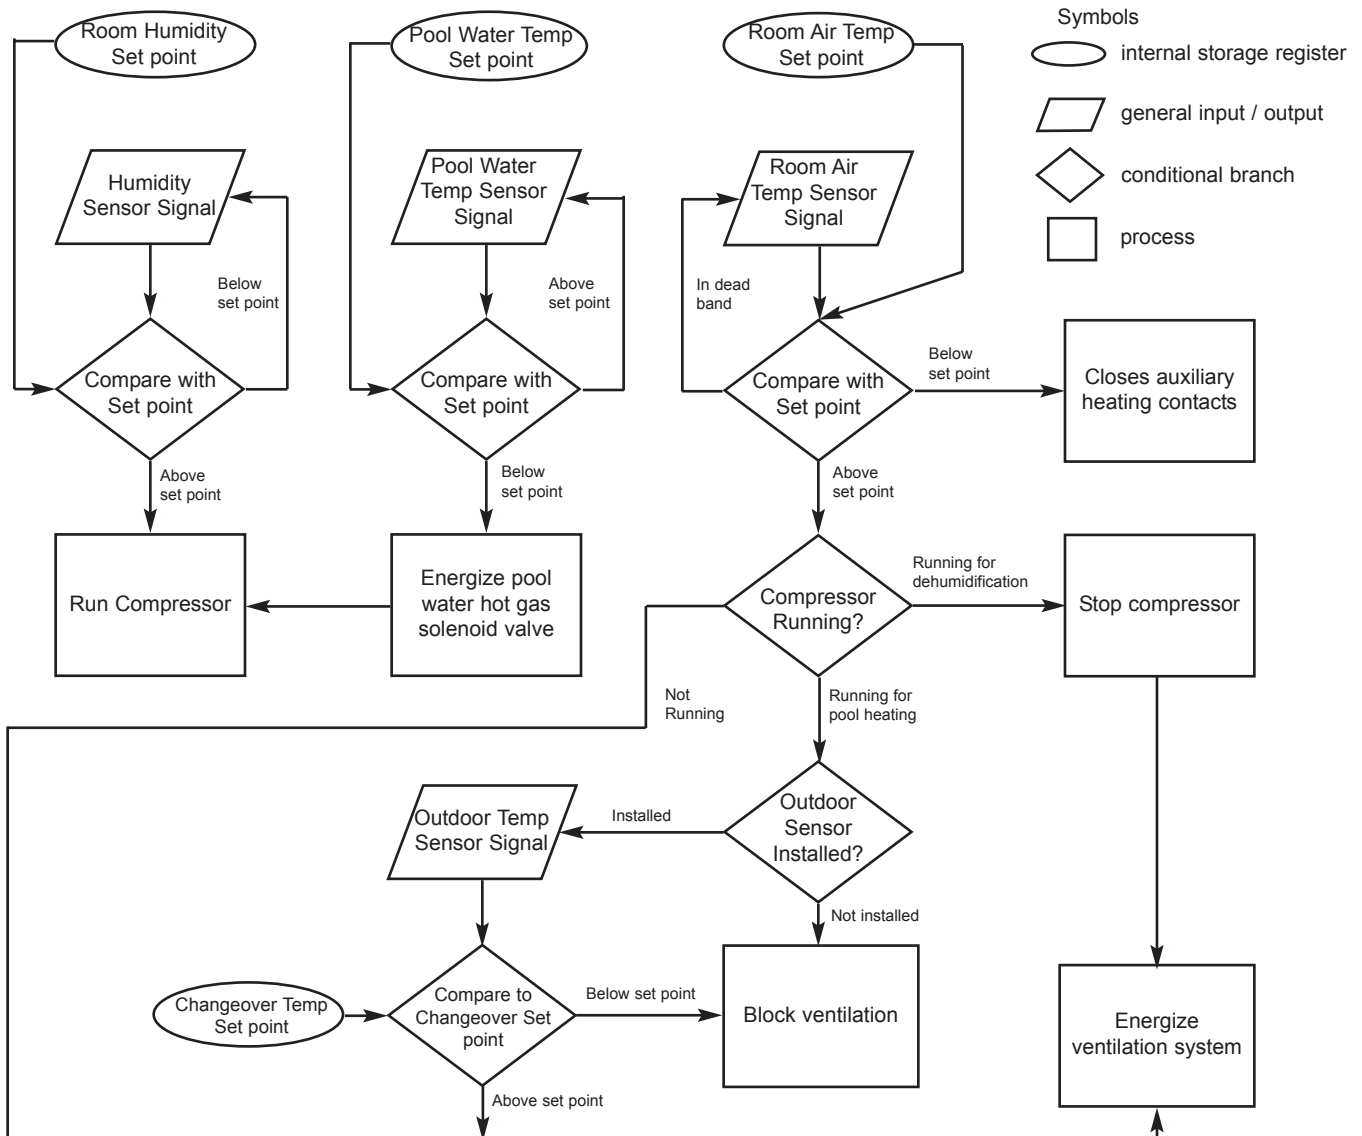 Room Humidity
Set point
Pool Water Temp
Set point
Room Air Temp
Set point
Symbols
internal storage register
general input / output
conditional branch
process
Humidity
Sensor Signal
Pool Water
Temp Sensor
Signal
Room Air
Temp Sensor
Signal
Below
set point
Above
set point
In dead
band
Compare with
Set point
Compare with
Set point
Compare with
Set point
Below
set point
Closes auxiliary
heating contacts
Above
set point
Below
set point
Above
set point
Run Compressor
Energize pool
water hot gas
solenoid valve
Compressor
Running?
Running for
dehumidification
Stop compressor
Not
Running
Running for
pool heating
Outdoor Temp
Sensor Signal
Installed
Outdoor
Sensor
Installed?
Not installed
Changeover Temp
Set point
Compare to
Changeover Set
point
Below set point
Block ventilation
Energize
ventilation system
Above set point